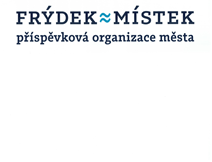 FRÝDEK≈MÍSTEK
příspěvková organizace města